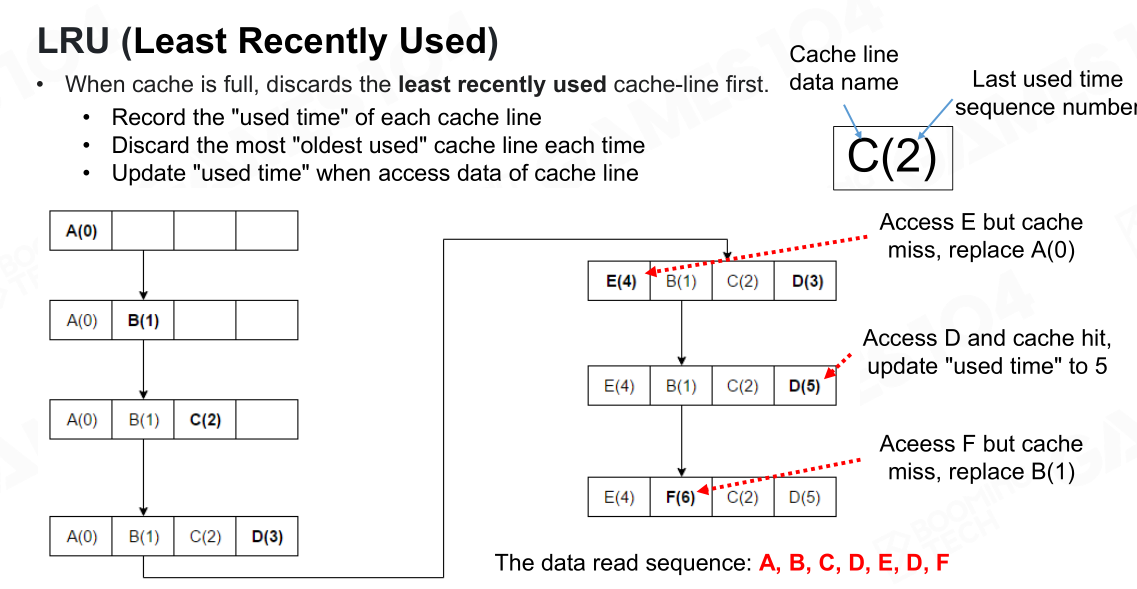 LRU (Least Recently Used)
• When cache is full, discards the least recently used cache-line first.
• Record the "used time" of each cache line
• Discard the most "oldest used" cache line each time
• Update "used time" when access data of cache line
Cache line
data name
Last used time
sequence number
C(2)
A(0)
A(0) B(1)
A(0) B(1) C(2)
A(0) B(1) C(2) D(3)
E(4) B(1) C(2) D(3)
Access E but cache
miss, replace A(0)
E(4) B(1) C(2) D(5)
Access D and cache hit,
update "used time" to 5
E(4) F(6) C(2) D(5)
Aceess F but cache
miss, replace B(1)
The data read sequence: A, B, C, D, E, D, F
BOOMING
TECH